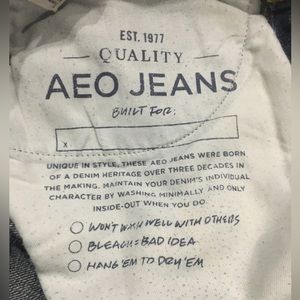 EST. 1977
— QUALITY —
AEO JEANS
BUILT FOR:
x
UNIQUE IN STYLE, THESE AEO JEANS WERE BORN
OF A DENIM HERITAGE OVER THREE DECADES IN
THE MAKING. MAINTAIN YOUR DENIM'S INDIVIDUAL
CHARACTER BY WASHING MINIMALLY AND ONLY
INSIDE-OUT WHEN YOU DO.
WON'T WASH WELL WITH OTHERS
BLEACH = BAD IDEA
HANG 'EM TO DRY 'EM